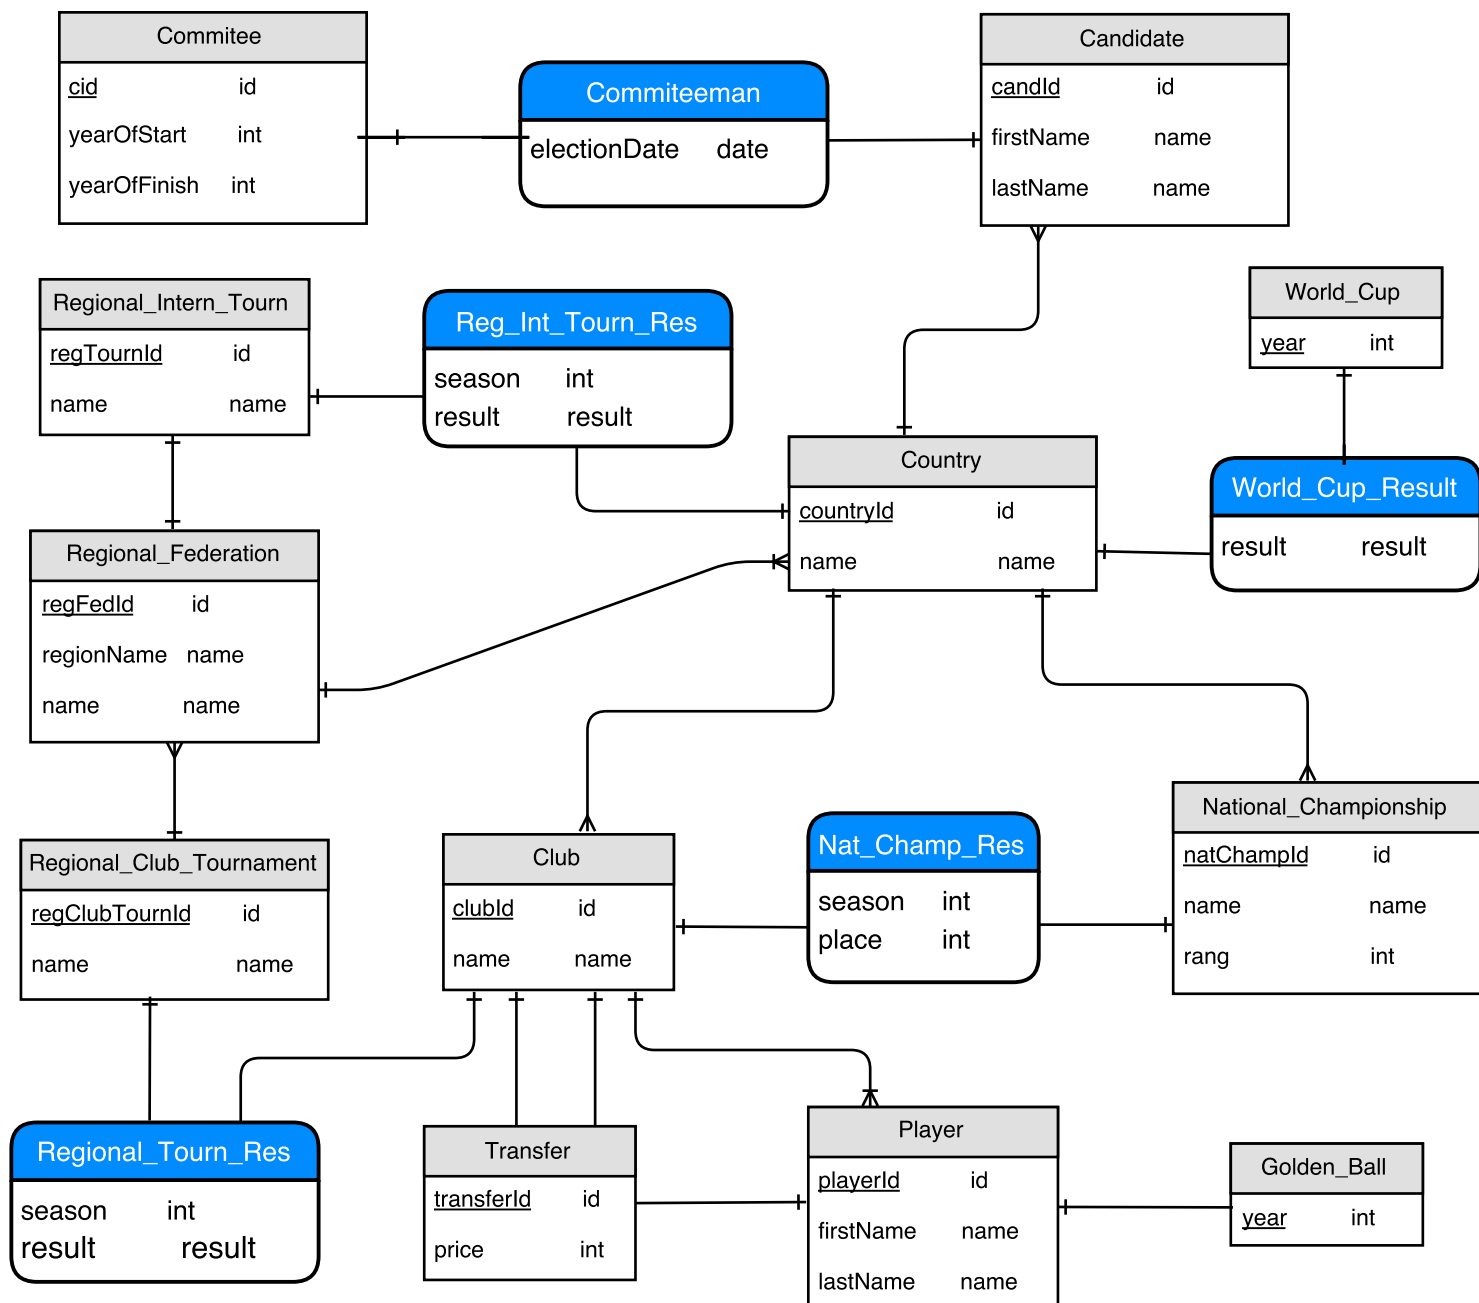 Commitee
cid id
yearOfStart int
yearOfFinish int
Commiteeman
electionDate date
Candidate
candId id
firstName name
lastName name
Regional_Intern_Tourn
regTournId id
name name
Reg_Int_Tourn_Res
season int
result result
World_Cup
year int
Country
countryId id
name name
World_Cup_Result
result result
Regional_Federation
regFedId id
regionName name
name name
Regional_Club_Tournament
regClubTournId id
name name
Club
clubId id
name name
Nat_Champ_Res
season int
place int
National_Championship
natChampId id
name name
rang int
Regional_Tourn_Res
season int
result result
Transfer
transferId id
price int
Player
playerId id
firstName name
lastName name
Golden_Ball
year int